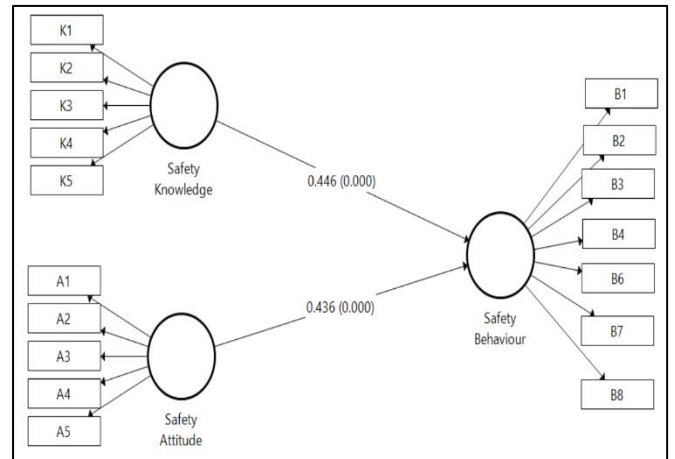 K1
K2
K3
K4
K5
Safety
Knowledge
0.446 (0.000)
A1
A2
A3
A4
A5
Safety
Attitude
0.436 (0.000)
Safety
Behaviour
B1
B2
B3
B4
B6
B7
B8